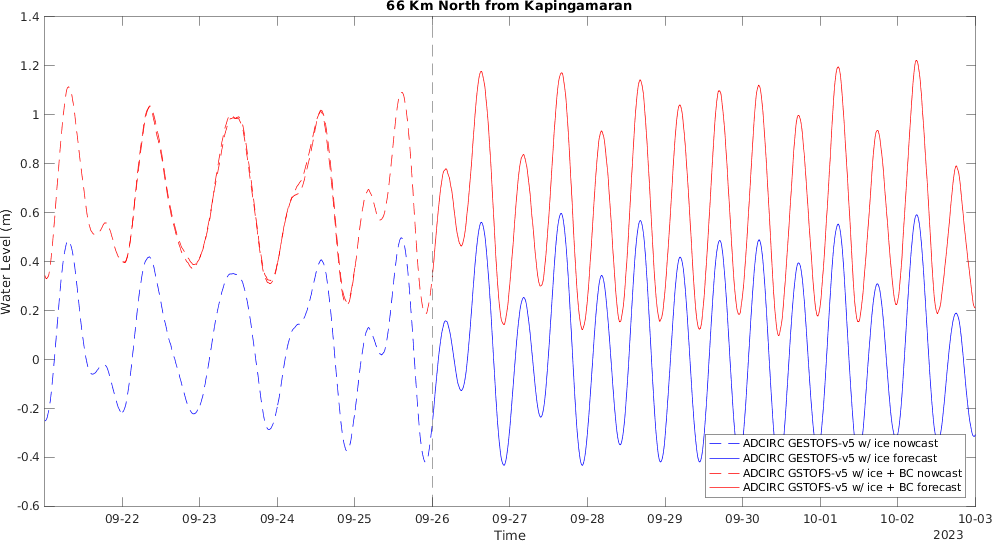 66 Km North from Kapingamaran
Water Level (m)
1.4
1.2
1
0.8
0.6
0.4
0.2
0
-0.2
-0.4
-0.6
ADCIRC GESTOFS-v5 w/ ice nowcast
ADCIRC GESTOFS-v5 w/ ice forecast
ADCIRC GSTOFS-v5 w/ ice + BC nowcast
ADCIRC GSTOFS-v5 w/ ice + BC forecast
09-22 09-23 09-24 09-25 09-26 09-27 09-28 09-29 09-30 10-01 10-02 10-03
Time
2023